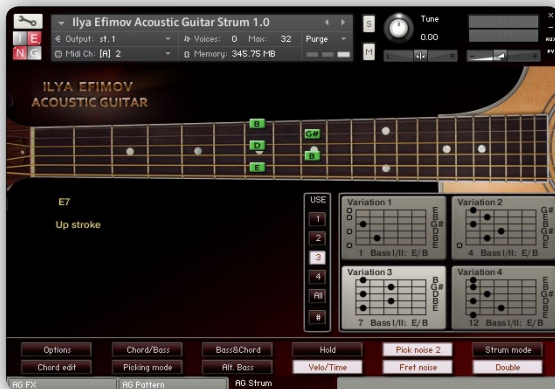 Ilya Efimov Acoustic Guitar Strum 1.0
Output: st. 1
Voices: 0 Max: 32
Purge
Midi Ch: [A] 2
Memory: 345.75 MB
S
M
Tune
0.00
L
R
AUX
PV
I E
N G
ILYA EFIMOV
ACOUSTIC GUITAR
B
G#
D
B
E
E7
Up stroke
USE
1
2
3
4
All
#
Variation 1
E
B
G#
D
B
E
1 Bass I/II: E/B
Variation 2
G#
E
B
G#
D
B
E
4 Bass I/II: E/B
Variation 3
B
G#
D
B
E
7 Bass I/II: E/B
Variation 4
12 Bass I/II: E/B
Options
Chord/Bass
Bass&Chord
Hold
Pick noise 2
Strum mode
Chord edit
Picking mode
Alt. Bass
Velo/Time
Fret noise
Double
AG FX
AG Pattern
AG Strum